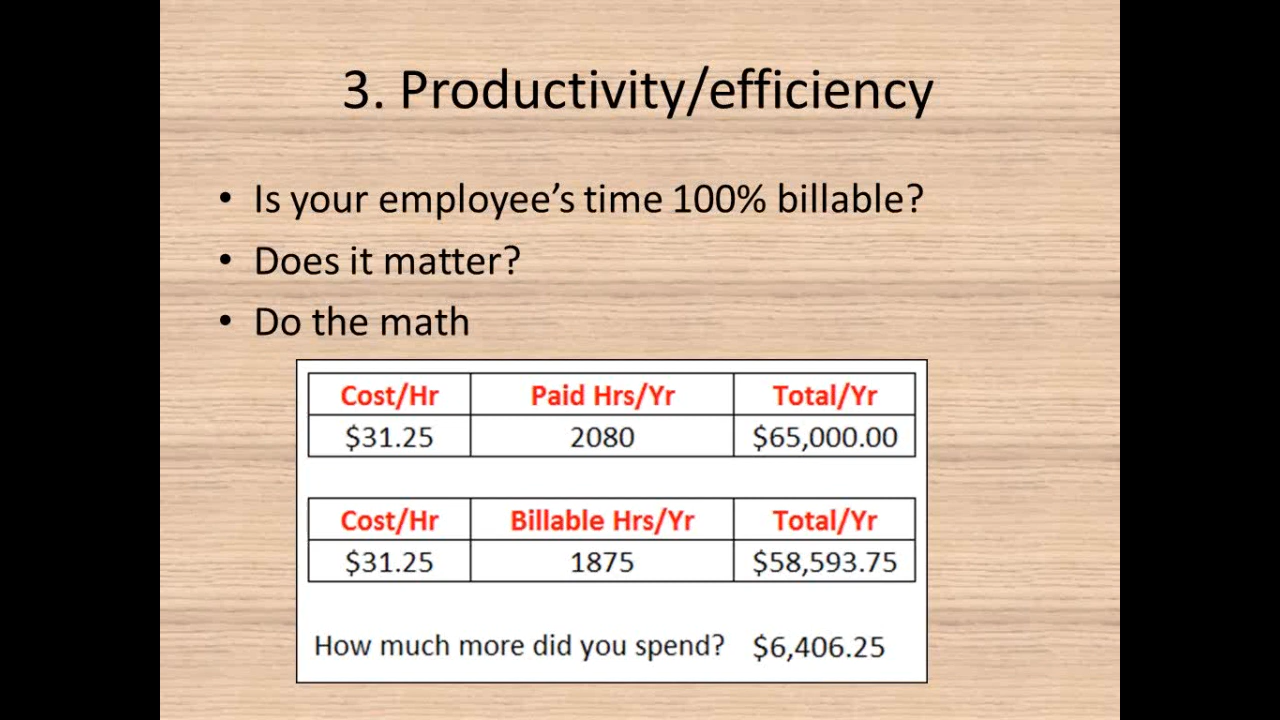 3. Productivity/efficiency
• Is your employee’s time 100% billable?
• Does it matter?
• Do the math
Cost/Hr Paid Hrs/Yr Total/Yr
$31.25 2080 $65,000.00
Cost/Hr Billable Hrs/Yr Total/Yr
$31.25 1875 $58,593.75
How much more did you spend? $6,406.25